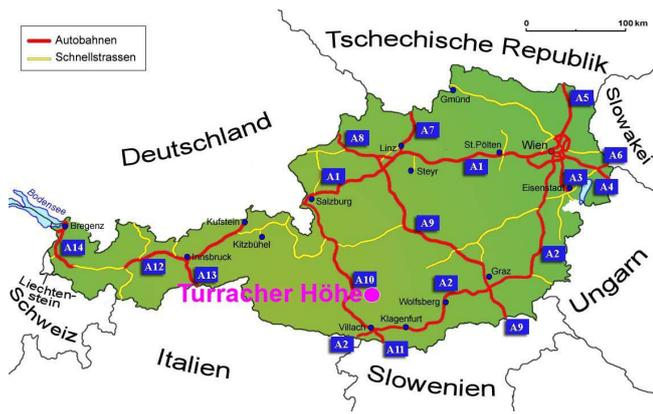 Autobahnen
Schnellstrassen
100 km
0
Tschechische Republik
Slowakei
Deutschland
Gmünd
A5
A8
A7
Linz
St.Pölten
Wien
A6
A1
A1
Steyr
Eisenstadt
A3
A4
Salzburg
Bodensee
Bregenz
Kufstein
Kitzbühel
A9
A14
A12
Innsbruck
A13
A10
A2
Graz
A2
Liechten-
stein
Turracher Höhe
Wolfsberg
Ungarn
Schweiz
Villach
Klagenfurt
A9
A2
A11
Italien
Slowenien